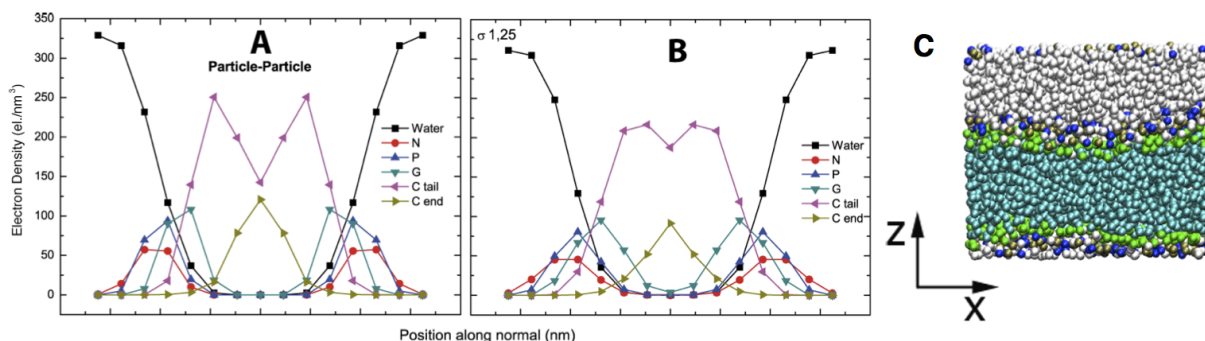 A
Particle-Particle
Electron Density (el./nm³)
350
300
250
200
150
100
50
0
Water
N
P
G
C tail
C end
σ 1,25
B
Water
N
P
G
C tail
C end
Position along normal (nm)
C
Z
X